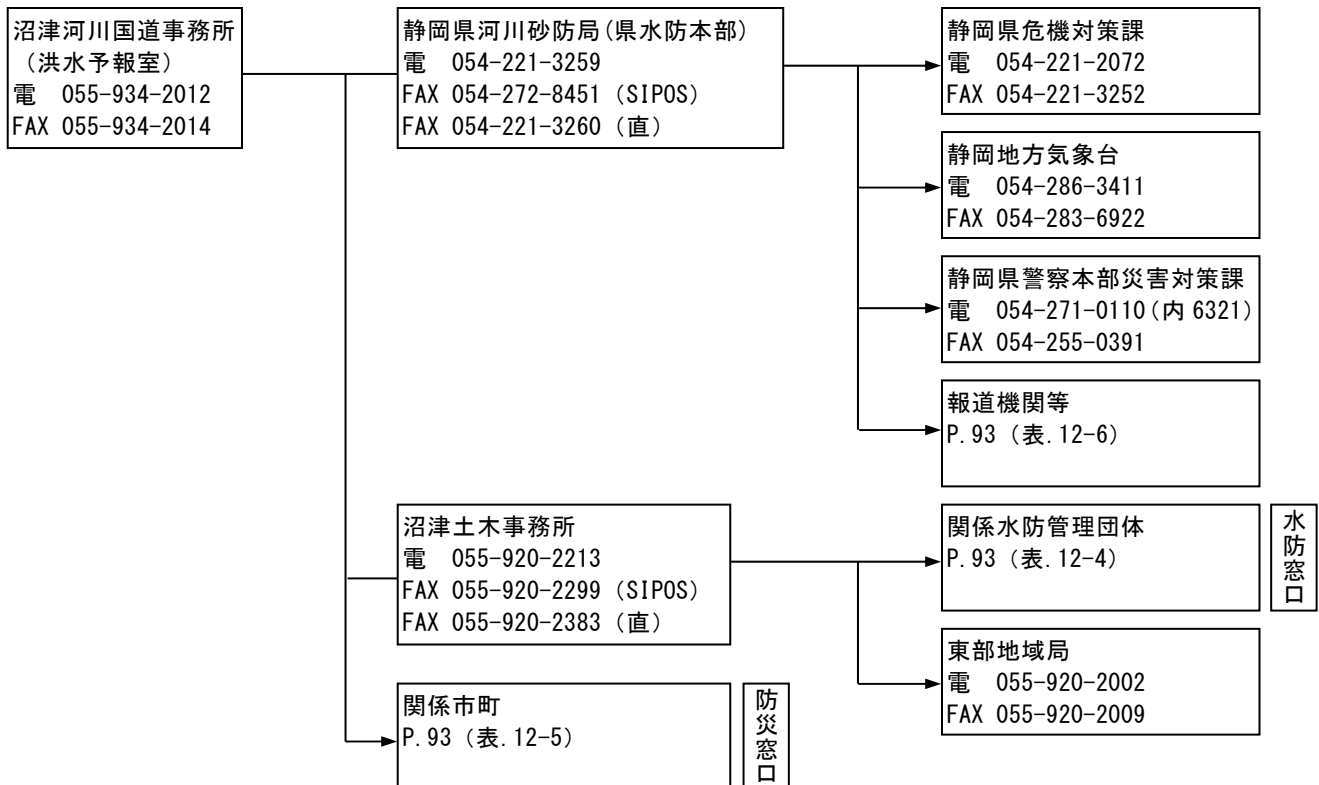 沼津河川国道事務所
（洪水予報室）
電　055-934-2012
FAX 055-934-2014
静岡県河川砂防局（県水防本部）
電　054-221-3259
FAX 054-272-8451（SIPOS）
FAX 054-221-3260（直）
静岡県危機対策課
電　054-221-2072
FAX 054-221-3252
静岡地方気象台
電　054-286-3411
FAX 054-283-6922
静岡県警察本部災害対策課
電　054-271-0110（内 6321）
FAX 054-255-0391
報道機関等
P.93（表.12-6）
沼津土木事務所
電　055-920-2213
FAX 055-920-2299（SIPOS）
FAX 055-920-2383（直）
関係水防管理団体
P.93（表.12-4）
水防窓口
東部地域局
電　055-920-2002
FAX 055-920-2009
関係市町
P.93（表.12-5）
防災窓口